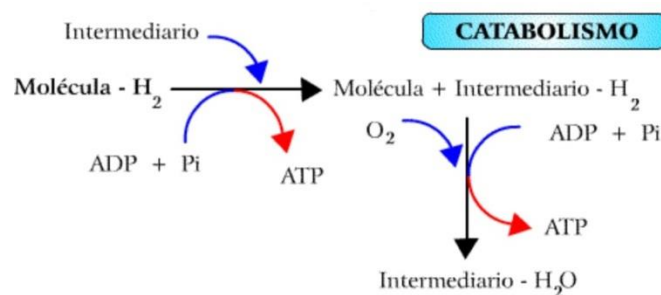 CATABOLISMO
Intermediario
Molécula - H₂
Molécula + Intermediario - H₂
ADP + Pi
ATP
O₂
ADP + Pi
ATP
Intermediario - H₂O